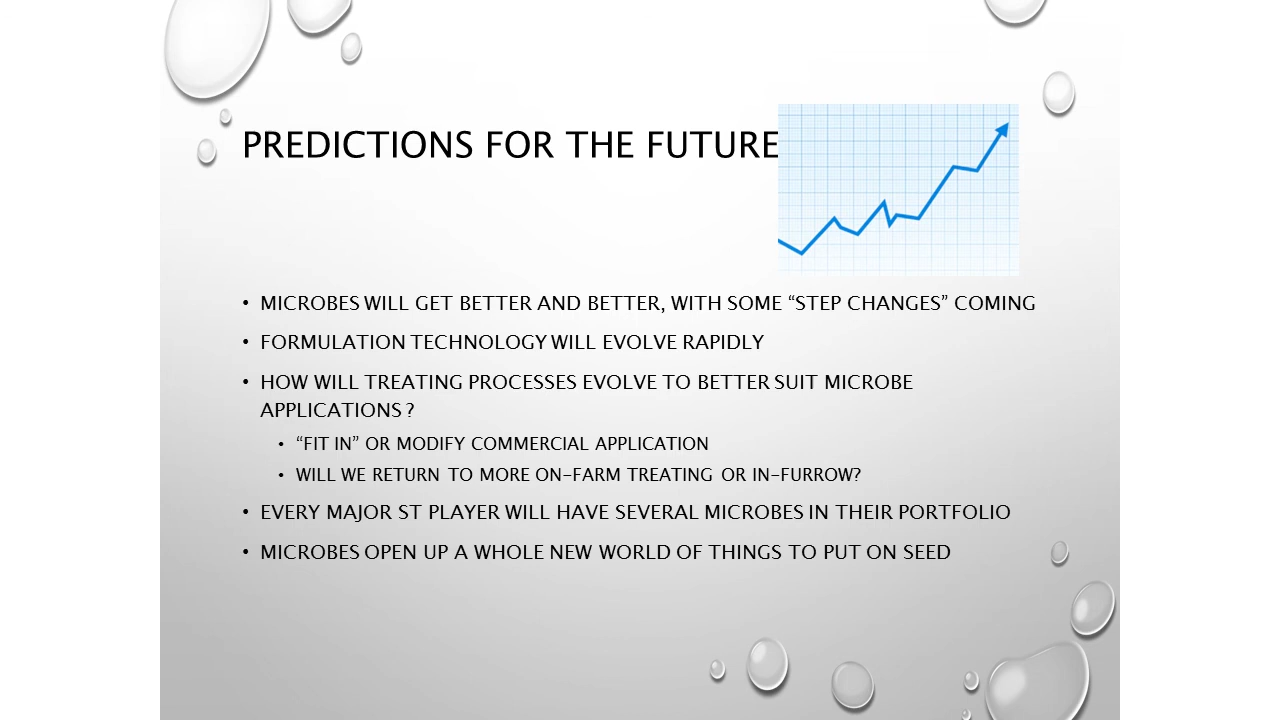 PREDICTIONS FOR THE FUTURE
• MICROBES WILL GET BETTER AND BETTER, WITH SOME “STEP CHANGES” COMING
• FORMULATION TECHNOLOGY WILL EVOLVE RAPIDLY
• HOW WILL TREATING PROCESSES EVOLVE TO BETTER SUIT MICROBE
APPLICATIONS ?
• “FIT IN” OR MODIFY COMMERCIAL APPLICATION
• WILL WE RETURN TO MORE ON-FARM TREATING OR IN-FURROW?
• EVERY MAJOR ST PLAYER WILL HAVE SEVERAL MICROBES IN THEIR PORTFOLIO
• MICROBES OPEN UP A WHOLE NEW WORLD OF THINGS TO PUT ON SEED